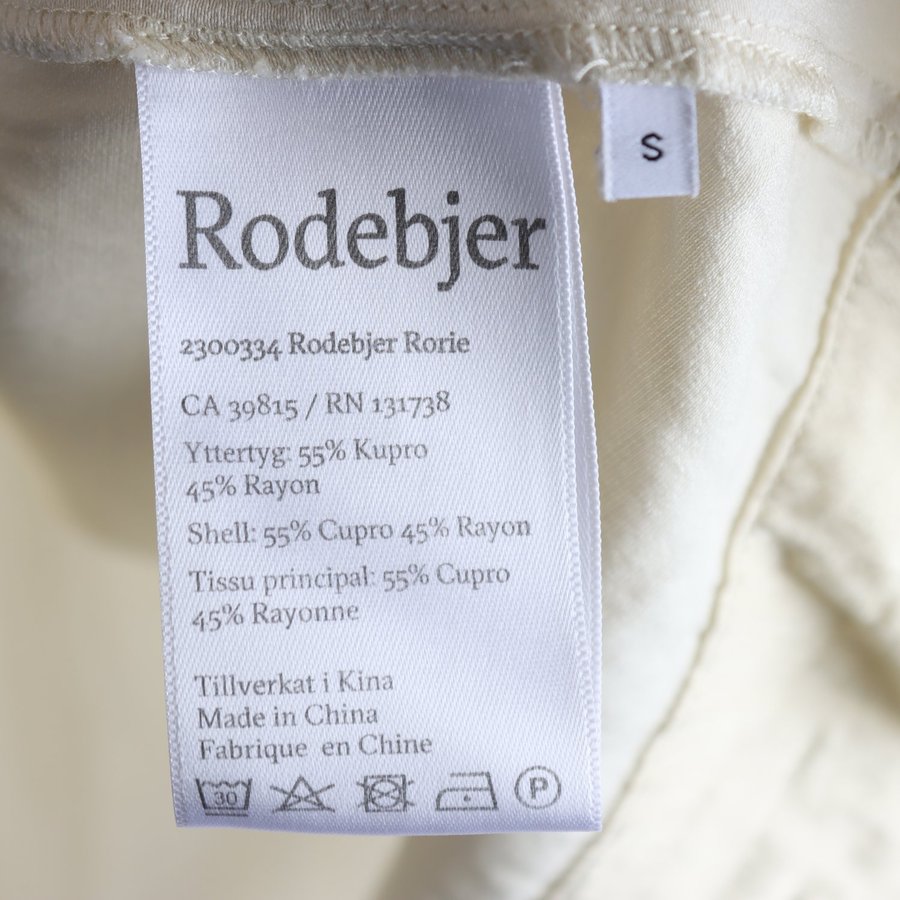 Rodebjer
S
2300334 Rodebjer Rorie
CA 39815 / RN 131738
Yttertyg: 55% Kupro
45% Rayon
Shell: 55% Cupro 45% Rayon
Tissu principal: 55% Cupro
45% Rayonne
Tillverkat i Kina
Made in China
Fabrique en Chine
30 P